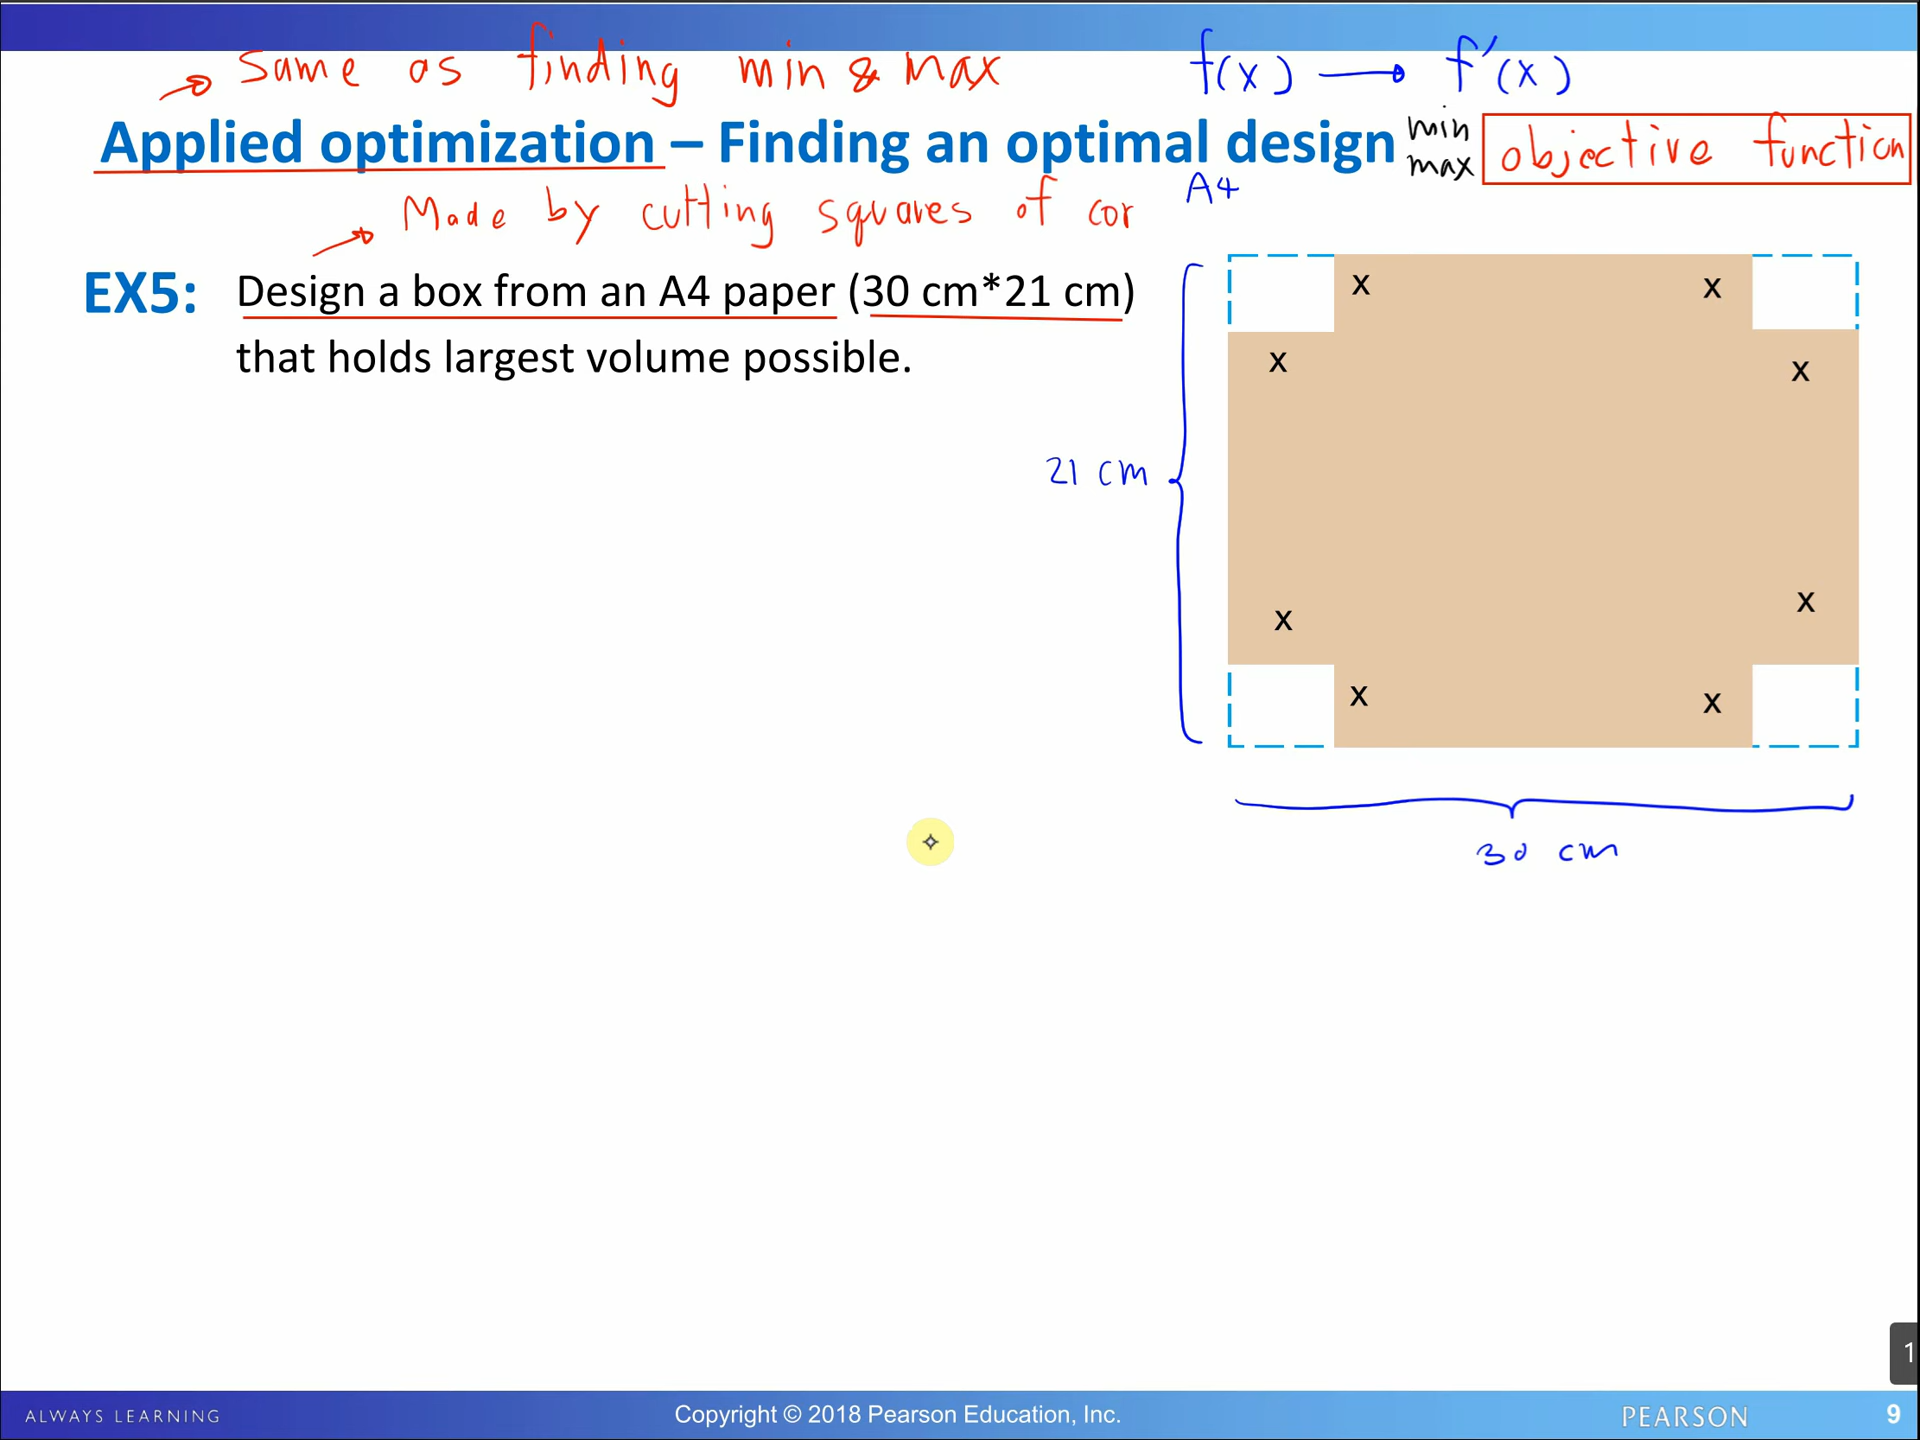 Same as finding min & Max
f(x) → f'(x)
Applied optimization – Finding an optimal design
min
max
objective function
A4
Made by cutting squares of cor
EX5: Design a box from an A4 paper (30 cm*21 cm)
that holds largest volume possible.
x x
x x
21 cm
x x
x x
30 cm
1
ALWAYS LEARNING
Copyright © 2018 Pearson Education, Inc.
PEARSON
9